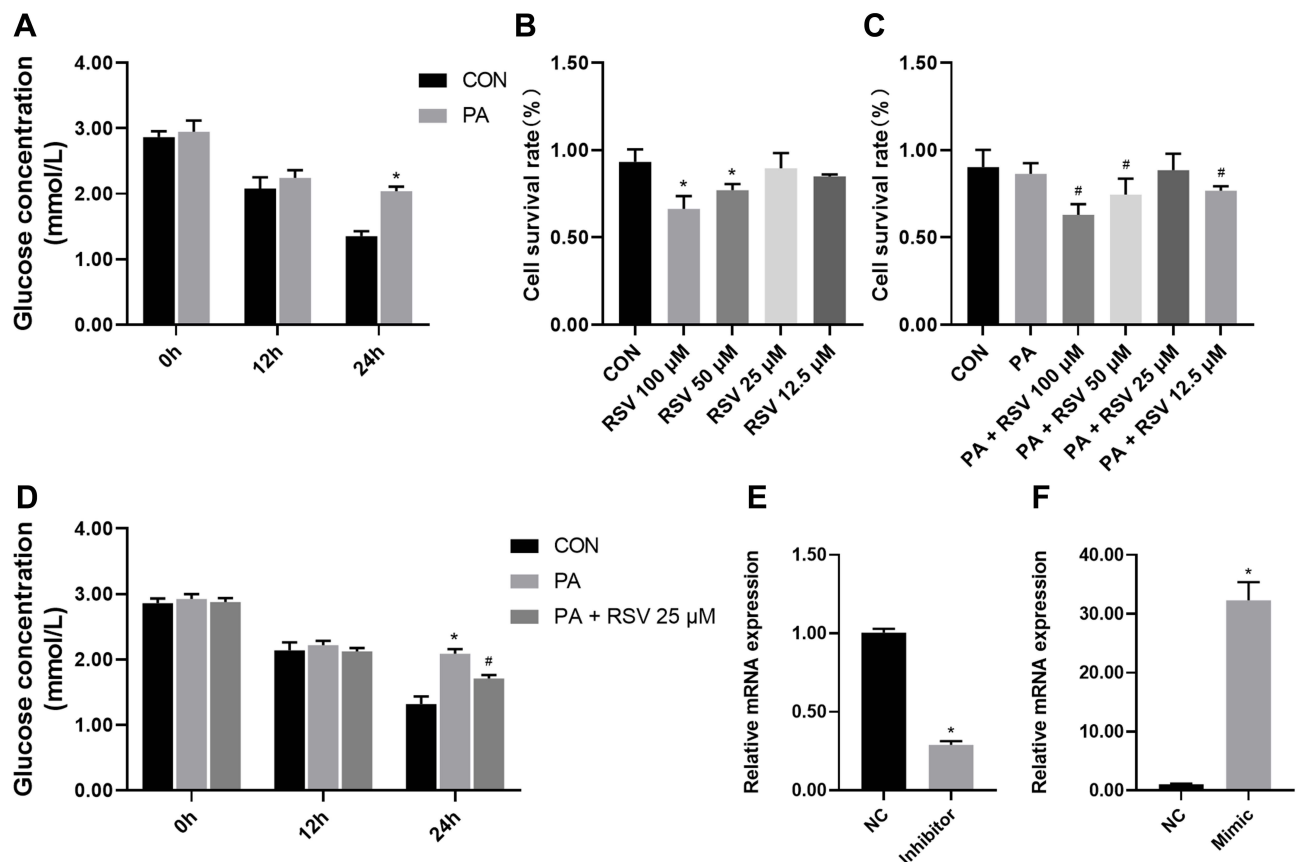 A
Glucose concentration
(mmol/L)
4.00
3.00
2.00
1.00
0.00
0h
12h
24h
*
CON
PA
B
Cell survival rate(%)
1.50
1.00
0.50
0.00
*
*
CON
RSV 100 μM
RSV 50 μM
RSV 25 μM
RSV 12.5 μM
C
Cell survival rate(%)
1.50
1.00
0.50
0.00
#
#
#
CON
PA
PA + RSV 100 μM
PA + RSV 50 μM
PA + RSV 25 μM
PA + RSV 12.5 μM
D
Glucose concentration
(mmol/L)
4.00
3.00
2.00
1.00
0.00
*
#
0h
12h
24h
CON
PA
PA + RSV 25 μM
E
Relative mRNA expression
1.50
1.00
0.50
0.00
*
NC
Inhibitor
F
Relative mRNA expression
40.00
30.00
20.00
10.00
0.00
*
NC
Mimic